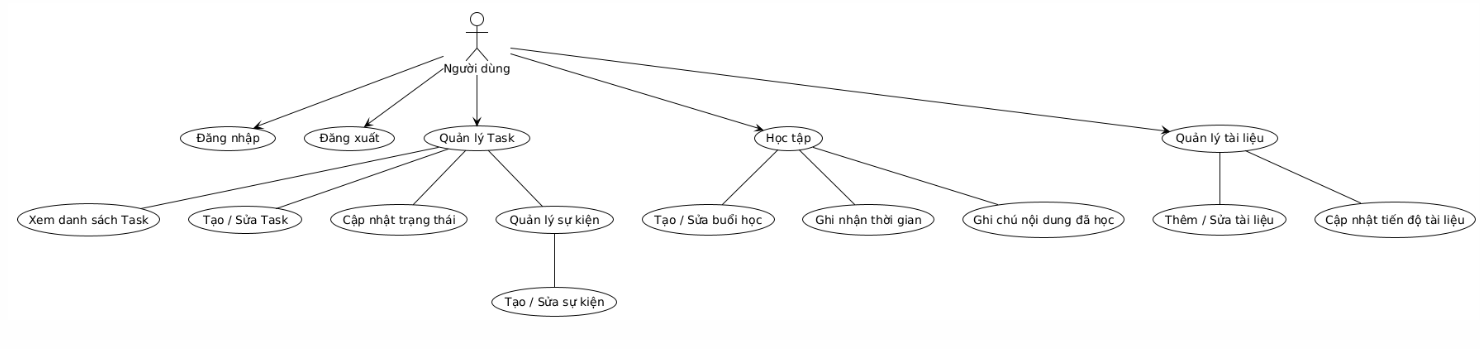 Người dùng
Đăng nhập
Đăng xuất
Quản lý Task
Học tập
Quản lý tài liệu
Xem danh sách Task
Tạo / Sửa Task
Cập nhật trạng thái
Quản lý sự kiện
Tạo / Sửa buổi học
Ghi nhận thời gian
Ghi chú nội dung đã học
Thêm / Sửa tài liệu
Cập nhật tiến độ tài liệu
Tạo / Sửa sự kiện